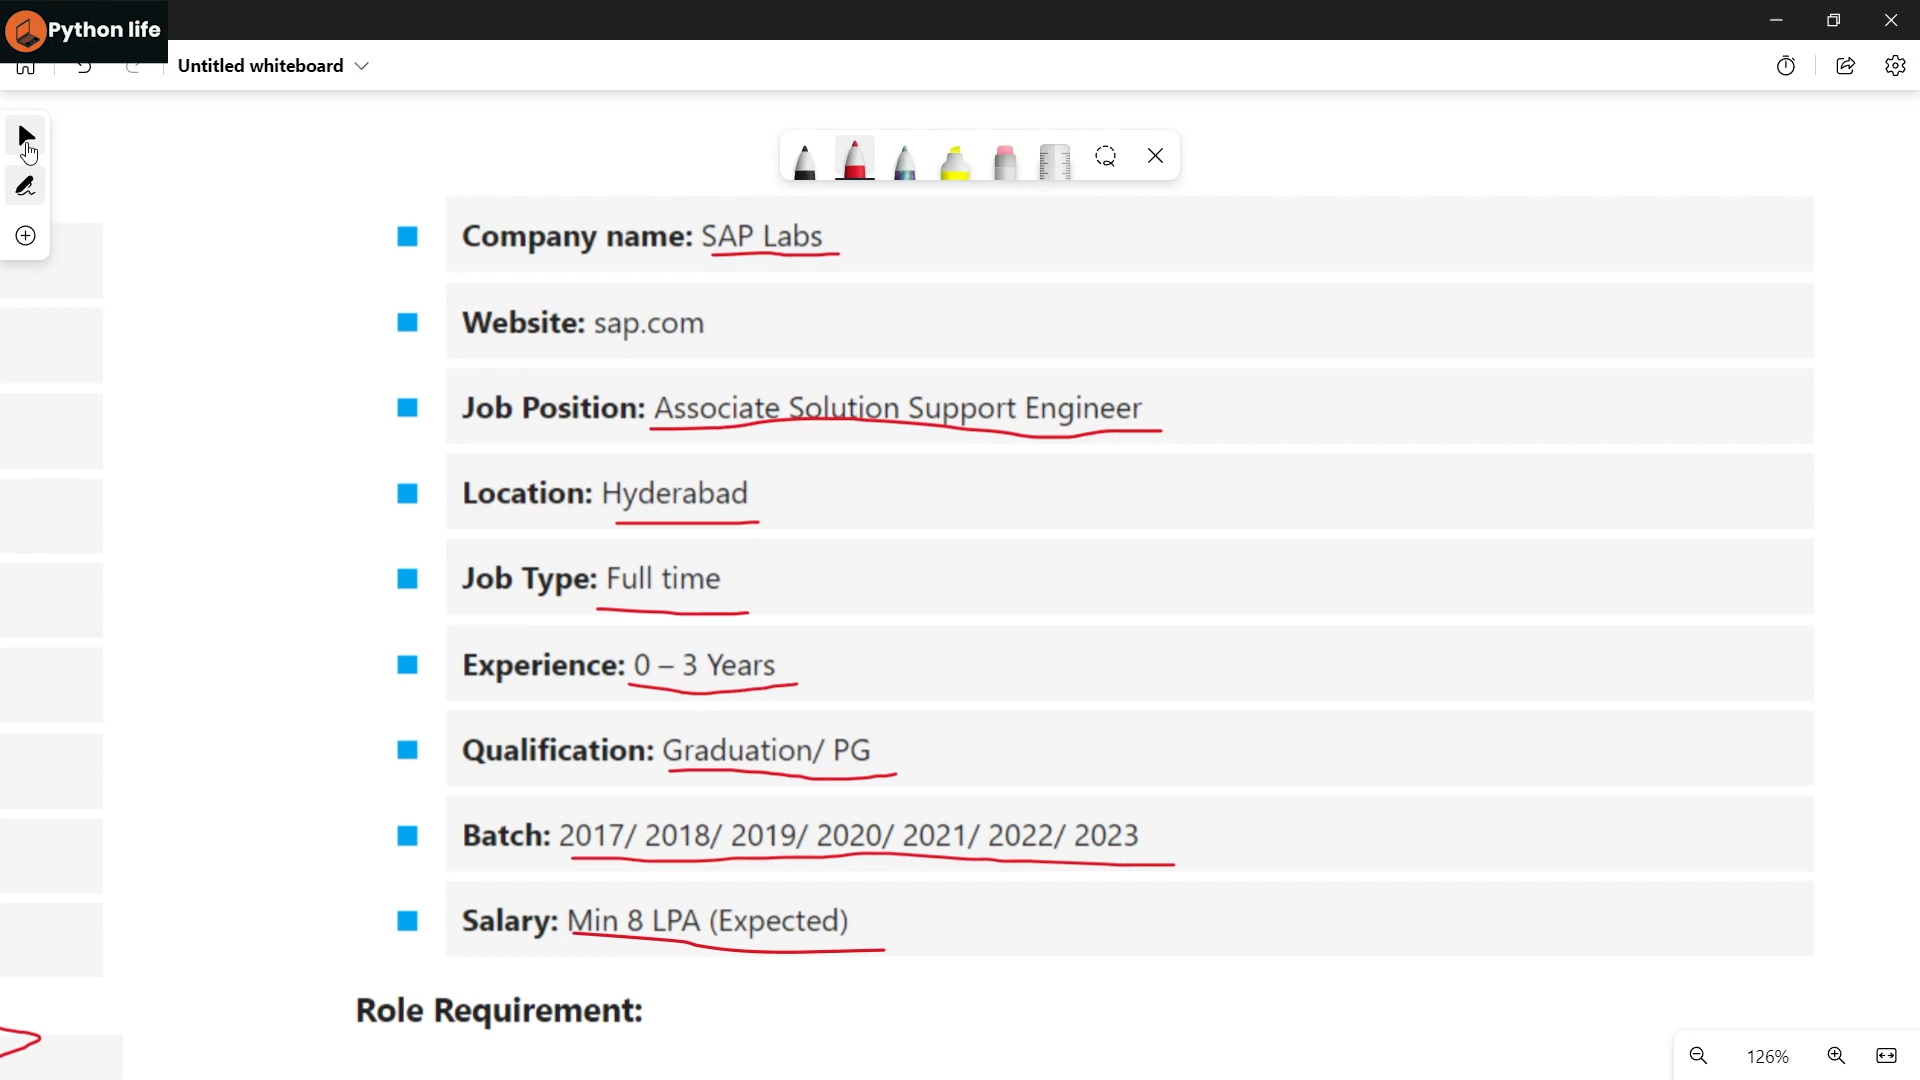 Python life
Untitled whiteboard
Company name: SAP Labs
Website: sap.com
Job Position: Associate Solution Support Engineer
Location: Hyderabad
Job Type: Full time
Experience: 0 – 3 Years
Qualification: Graduation/ PG
Batch: 2017/ 2018/ 2019/ 2020/ 2021/ 2022/ 2023
Salary: Min 8 LPA (Expected)
Role Requirement:
126%